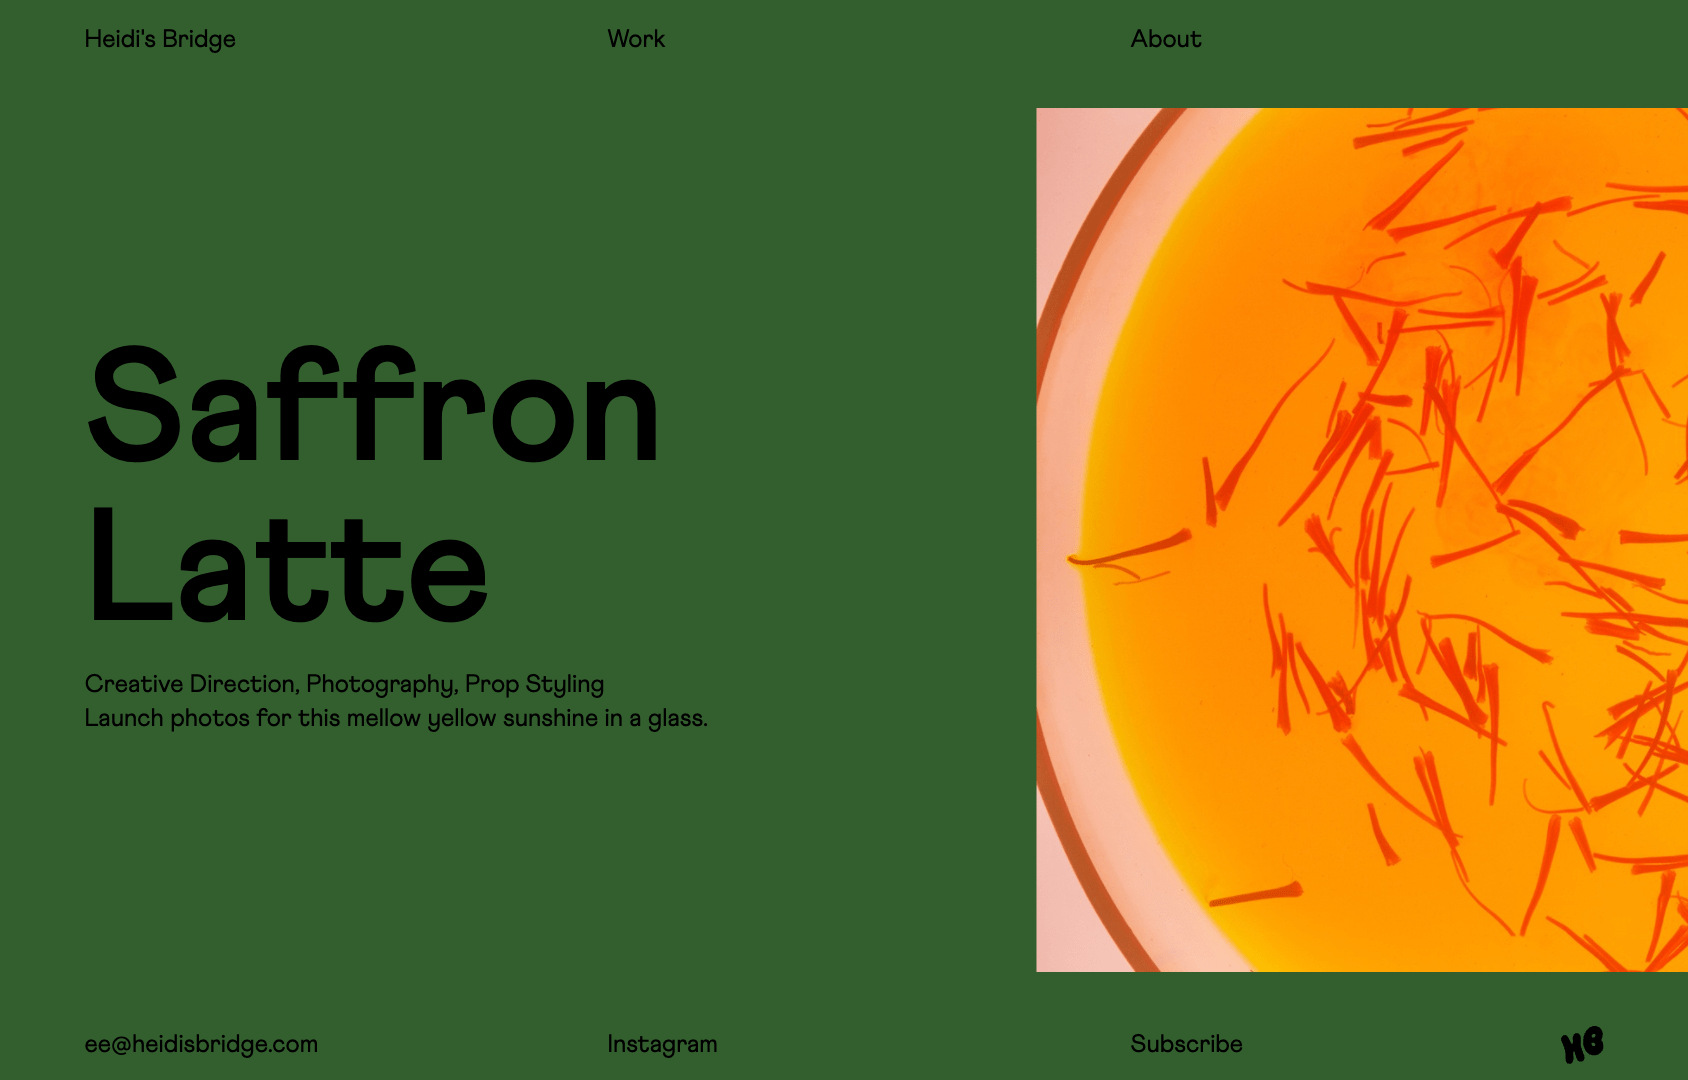 Heidi's Bridge
Work
About
Saffron
Latte
Creative Direction, Photography, Prop Styling
Launch photos for this mellow yellow sunshine in a glass.
ee@heidisbridge.com
Instagram
Subscribe
HB